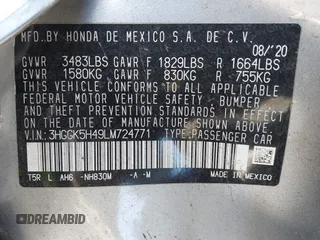 MFD.BY HONDA DE MEXICO S.A. DE C.V.
08/'20
GVWR 3483LBS GAWR F 1829LBS R 1664LBS
GVWR 1580KG GAWR F 830KG R 755KG
THIS VEHICLE CONFORMS TO ALL APPLICABLE
FEDERAL MOTOR VEHICLE SAFETY, BUMPER
AND THEFT PREVENTION STANDARDS IN EFFECT
ON THE DATE OF MANUFACTURE SHOWN ABOVE.
V.I.N: 3HGGK5H49LM724771 TYPE:PASSENGER CAR
T5R L AH6 -NH830M -A -M
MADE IN MEXICO
©DREAMBID
dreambid.com